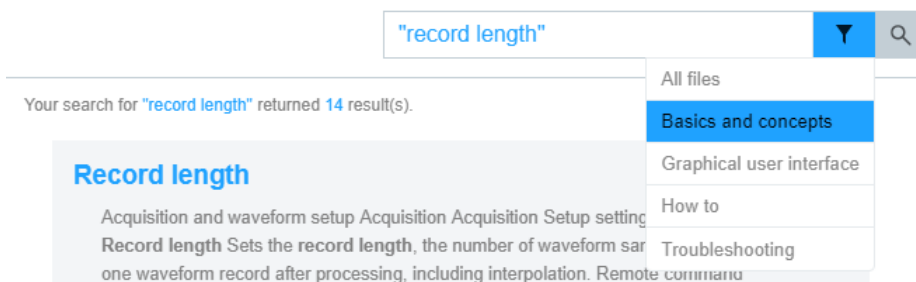 "record length"
All files
Your search for "record length" returned 14 result(s).
Basics and concepts
Record length
Graphical user interface
Acquisition and waveform setup Acquisition Acquisition Setup setting
How to
Record length Sets the record length, the number of waveform sar
Troubleshooting
one waveform record after processing, including interpolation. Remote command